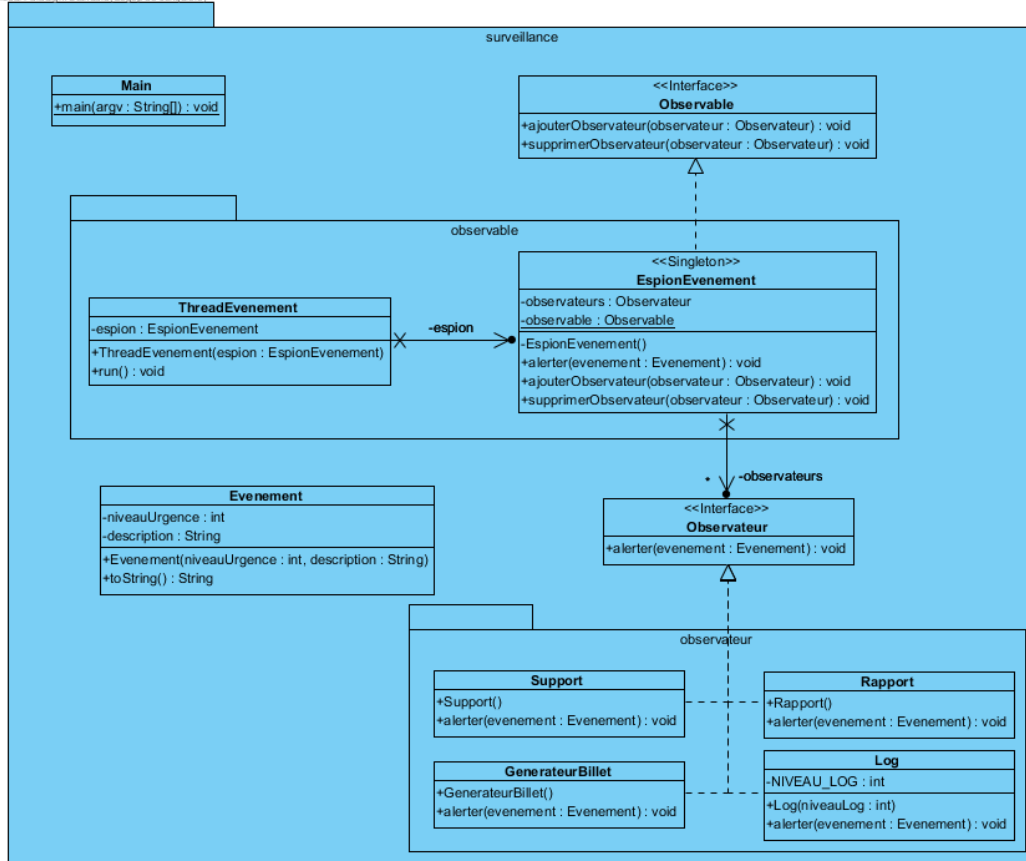 surveillance
Main
+main(argv : String[]) : void
<<Interface>>
Observable
+ajouterObservateur(observateur : Observateur) : void
+supprimerObservateur(observateur : Observateur) : void
observable
ThreadEvenement
-espion : EspionEvenement
+ThreadEvenement(espion : EspionEvenement)
+run() : void
-espion
<<Singleton>>
EspionEvenement
-observateurs : Observateur
-observable : Observable
-EspionEvenement()
+alerter(evenement : Evenement) : void
+ajouterObservateur(observateur : Observateur) : void
+supprimerObservateur(observateur : Observateur) : void
* -observateurs
Evenement
-niveauUrgence : int
-description : String
+Evenement(niveauUrgence : int, description : String)
+toString() : String
<<Interface>>
Observateur
+alerter(evenement : Evenement) : void
observateur
Support
+Support()
+alerter(evenement : Evenement) : void
Rapport
+Rapport()
+alerter(evenement : Evenement) : void
GenerateurBillet
+GenerateurBillet()
+alerter(evenement : Evenement) : void
Log
-NIVEAU_LOG : int
+Log(niveauLog : int)
+alerter(evenement : Evenement) : void